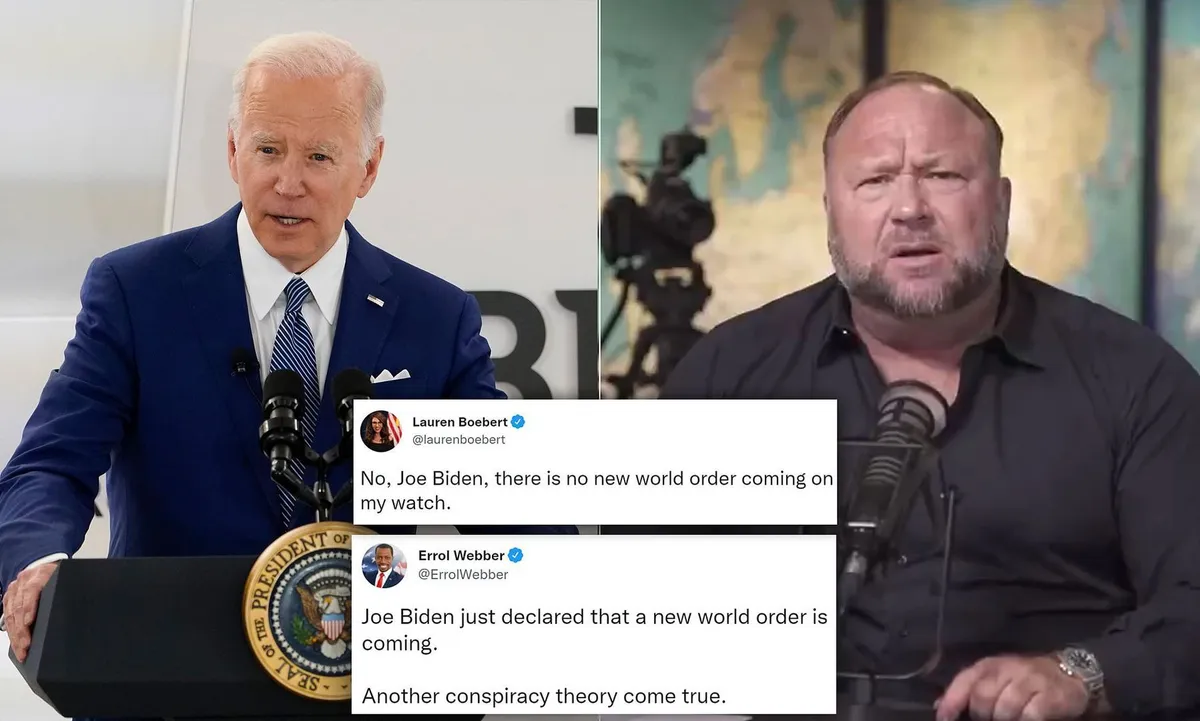 SEAL OF THE PRESIDENT OF
Lauren Boebert
@laurenboebert
No, Joe Biden, there is no new world order coming on
my watch.
Errol Webber
@ErrolWebber
Joe Biden just declared that a new world order is
coming.
Another conspiracy theory come true.